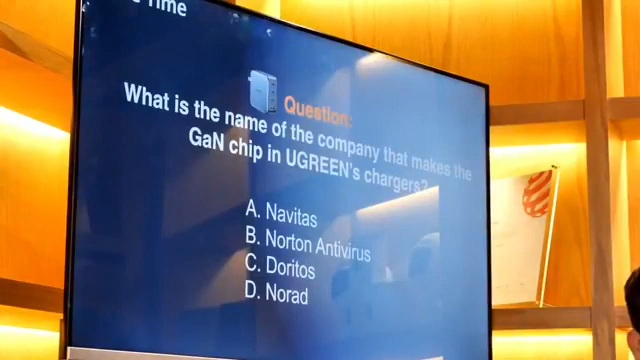 Time
Question:
What is the name of the company that makes the
GaN chip in UGREEN's chargers?
A. Navitas
B. Norton Antivirus
C. Doritos
D. Norad